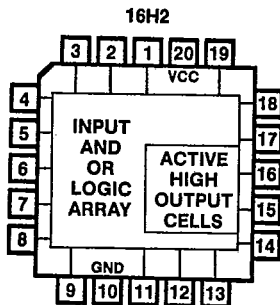 16H2
3 2 1 20 19
VCC
4 18
5 17
6 16
7 15
8 14
INPUT
AND
OR
LOGIC
ARRAY
ACTIVE
HIGH
OUTPUT
CELLS
GND
9 10 11 12 13